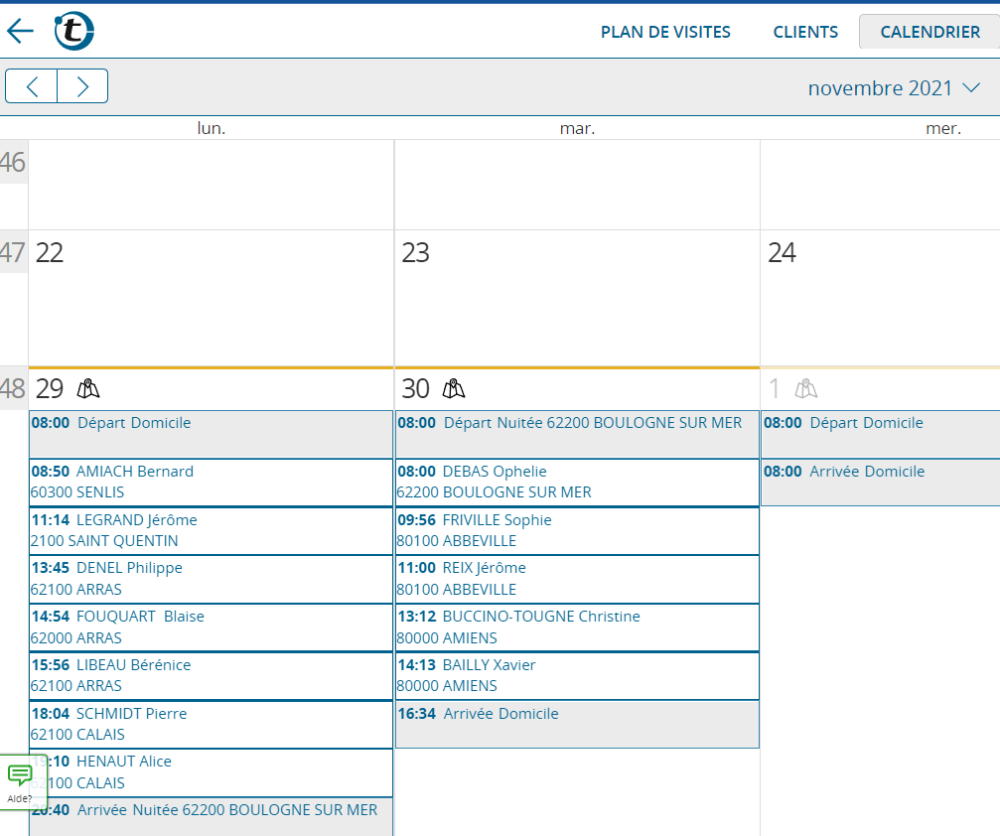 t
PLAN DE VISITES
CLIENTS
CALENDRIER
novembre 2021
lun.
mar.
mer.
46
47
22
23
24
48
29
30
1
08:00 Départ Domicile
08:50 AMIACH Bernard
60300 SENLIS
11:14 LEGRAND Jérôme
2100 SAINT QUENTIN
13:45 DENEL Philippe
62100 ARRAS
14:54 FOUQUART Blaise
62000 ARRAS
15:56 LIBEAU Bérénice
62100 ARRAS
18:04 SCHMIDT Pierre
62100 CALAIS
19:10 HENAUT Alice
62100 CALAIS
20:40 Arrivée Nuitée 62200 BOULOGNE SUR MER
08:00 Départ Nuitée 62200 BOULOGNE SUR MER
08:00 DEBAS Ophelie
62200 BOULOGNE SUR MER
09:56 FRIVILLE Sophie
80100 ABBEVILLE
11:00 REIX Jérôme
80100 ABBEVILLE
13:12 BUCCINO-TOUGNE Christine
80000 AMIENS
14:13 BAILLY Xavier
80000 AMIENS
16:34 Arrivée Domicile
08:00 Départ Domicile
08:00 Arrivée Domicile
Aide?